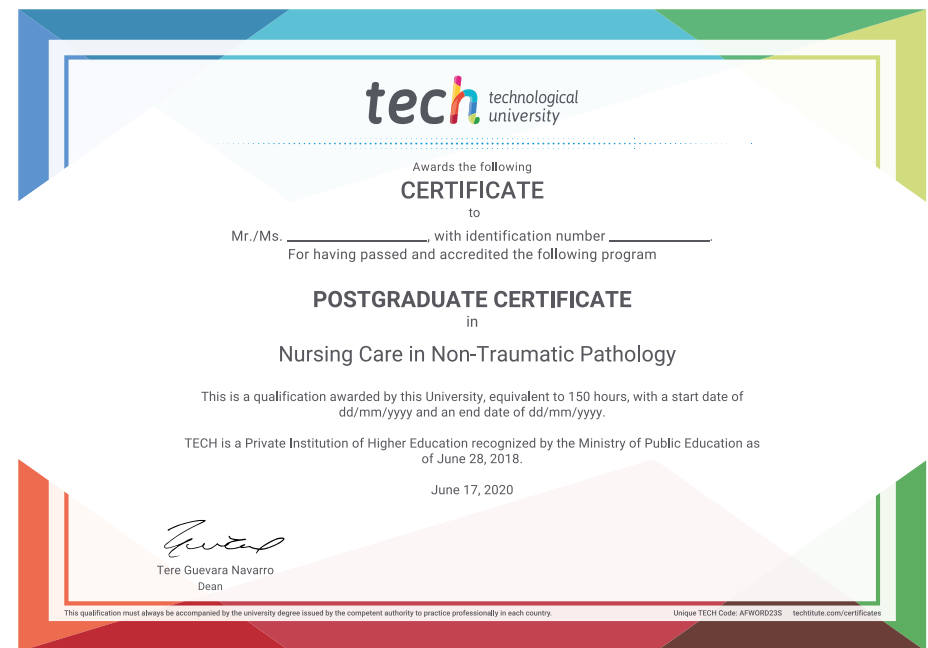 tech technological
university
Awards the following
CERTIFICATE
to
Mr./Ms. ____________________, with identification number ______________.
For having passed and accredited the following program
POSTGRADUATE CERTIFICATE
in
Nursing Care in Non-Traumatic Pathology
This is a qualification awarded by this University, equivalent to 150 hours, with a start date of
dd/mm/yyyy and an end date of dd/mm/yyyy.
TECH is a Private Institution of Higher Education recognized by the Ministry of Public Education as
of June 28, 2018.
June 17, 2020
Tere Guevara Navarro
Dean
This qualification must always be accompanied by the university degree issued by the competent authority to practice professionally in each country.
Unique TECH Code: AFWORD23S techtitute.com/certificates